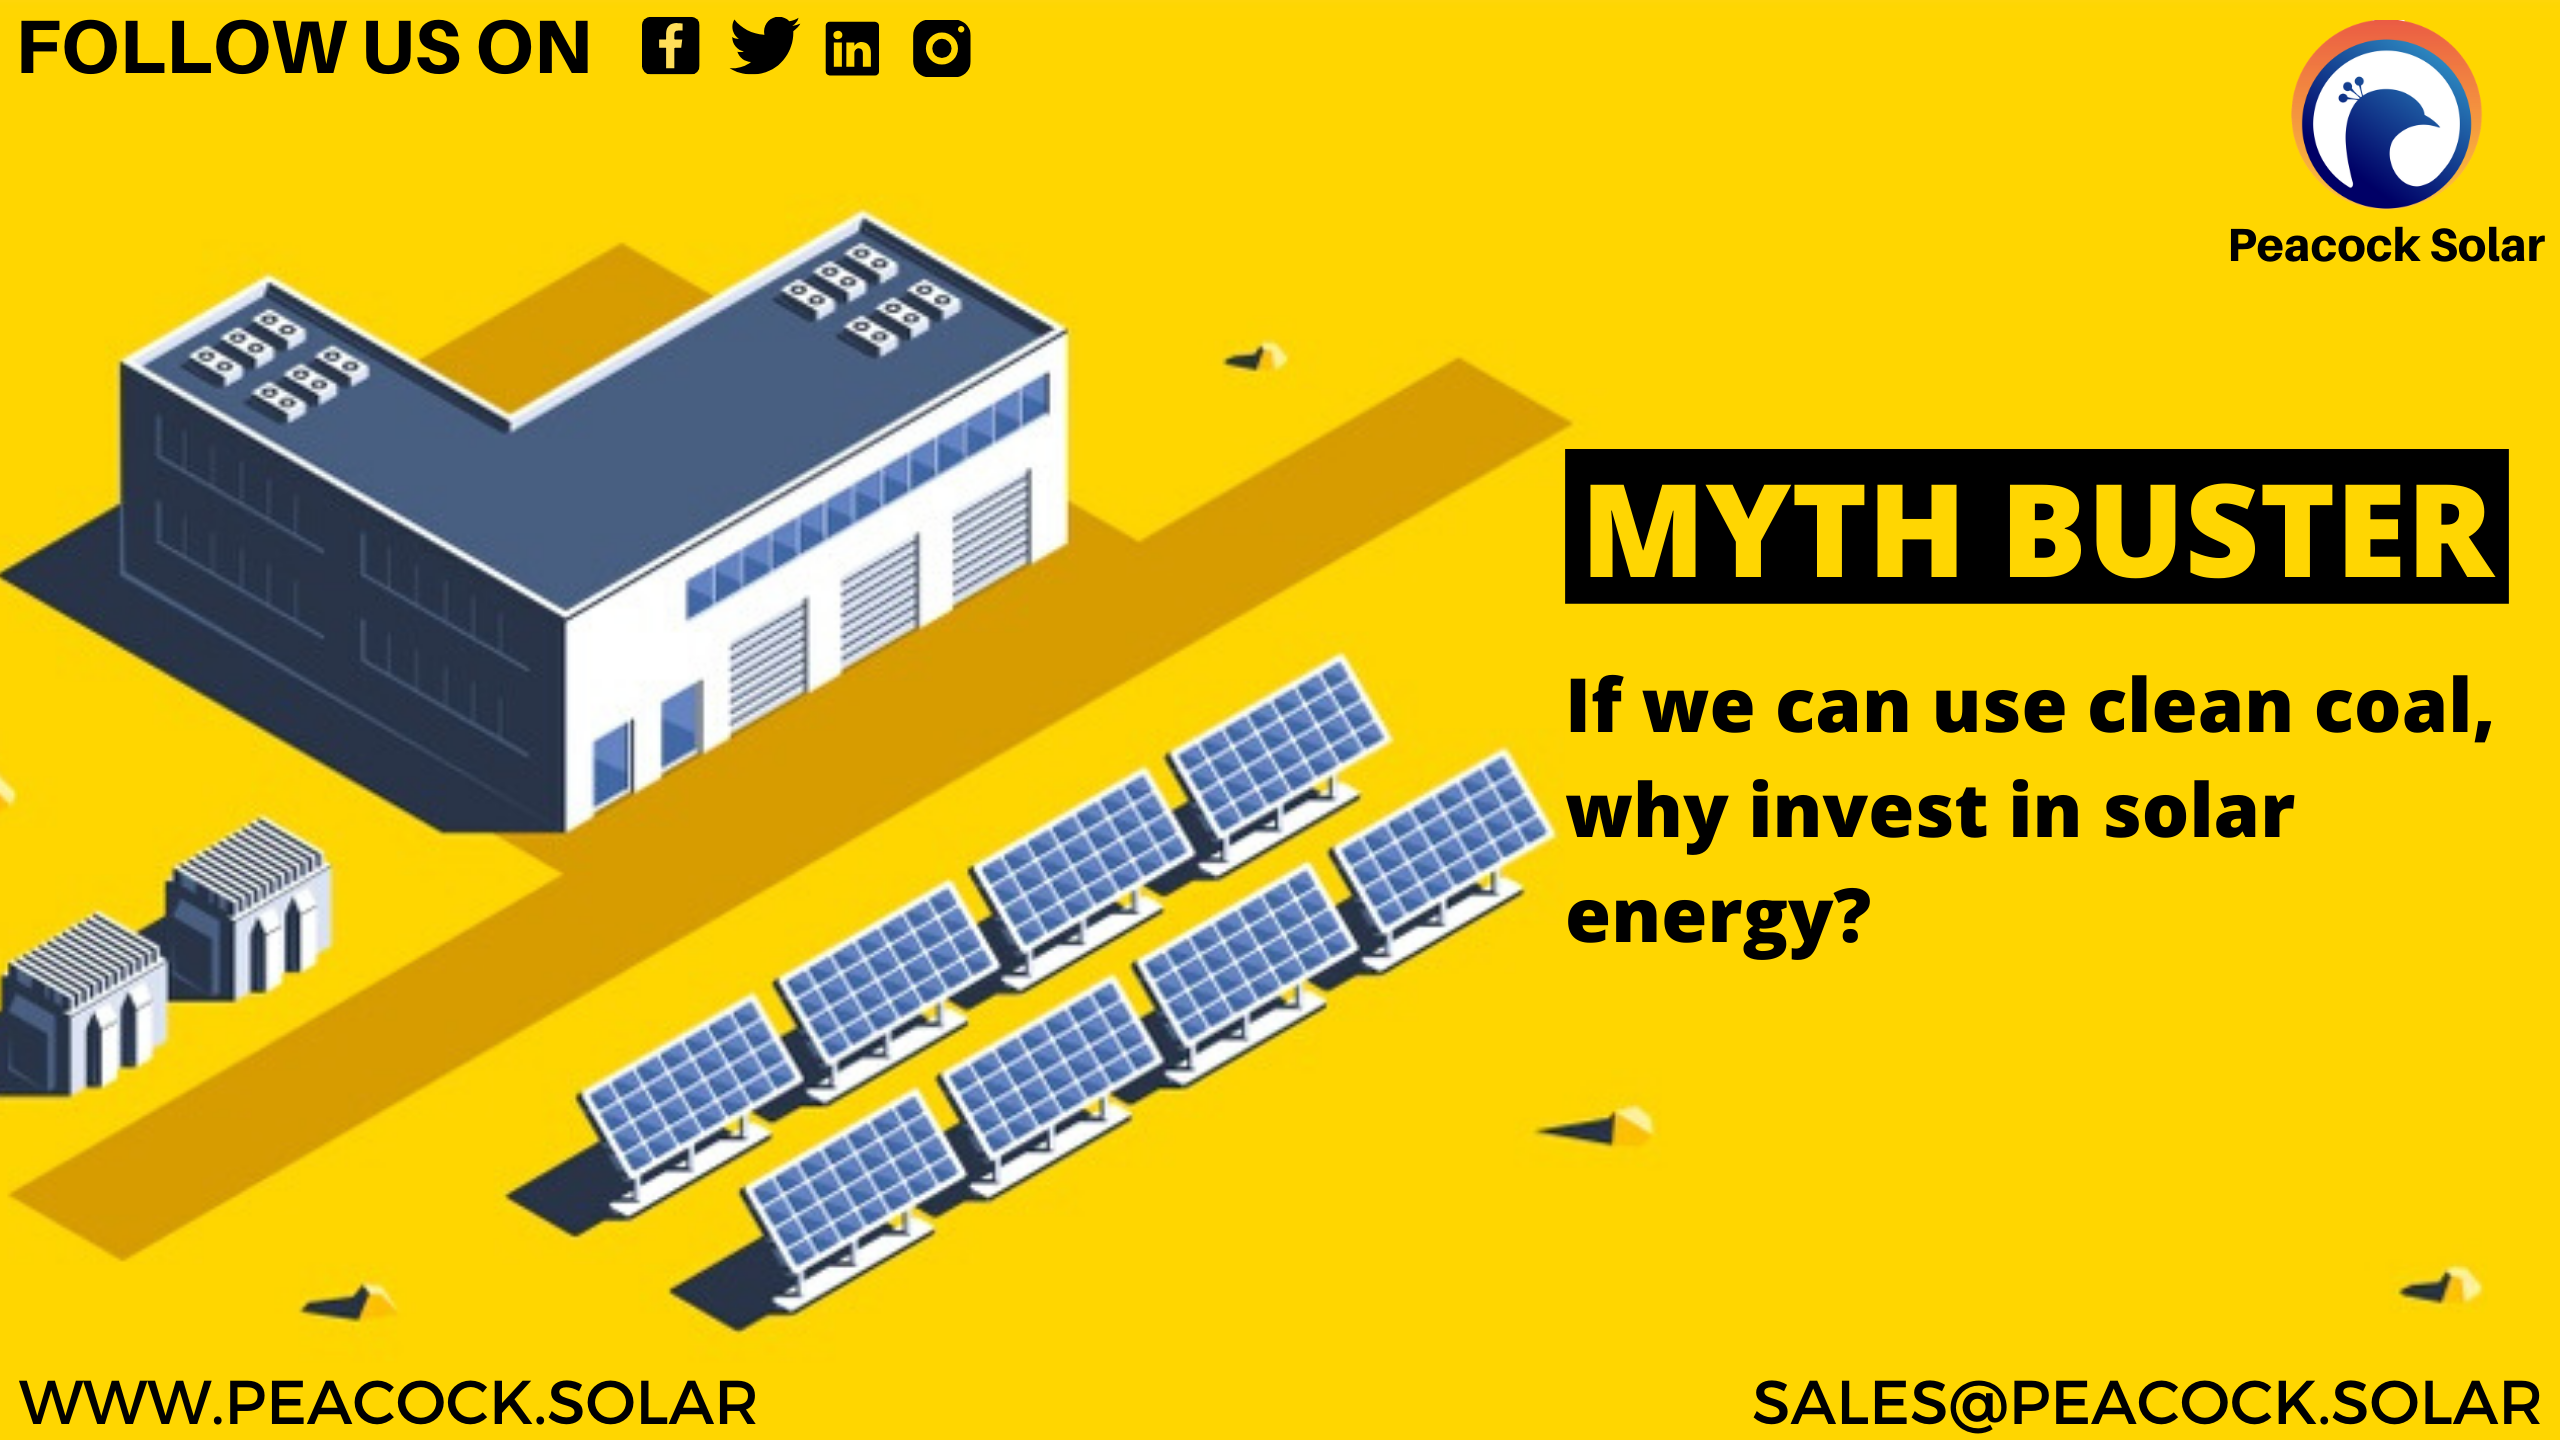 FOLLOW US ON
Peacock Solar
MYTH BUSTER
If we can use clean coal,
why invest in solar
energy?
WWW.PEACOCK.SOLAR
SALES@PEACOCK.SOLAR